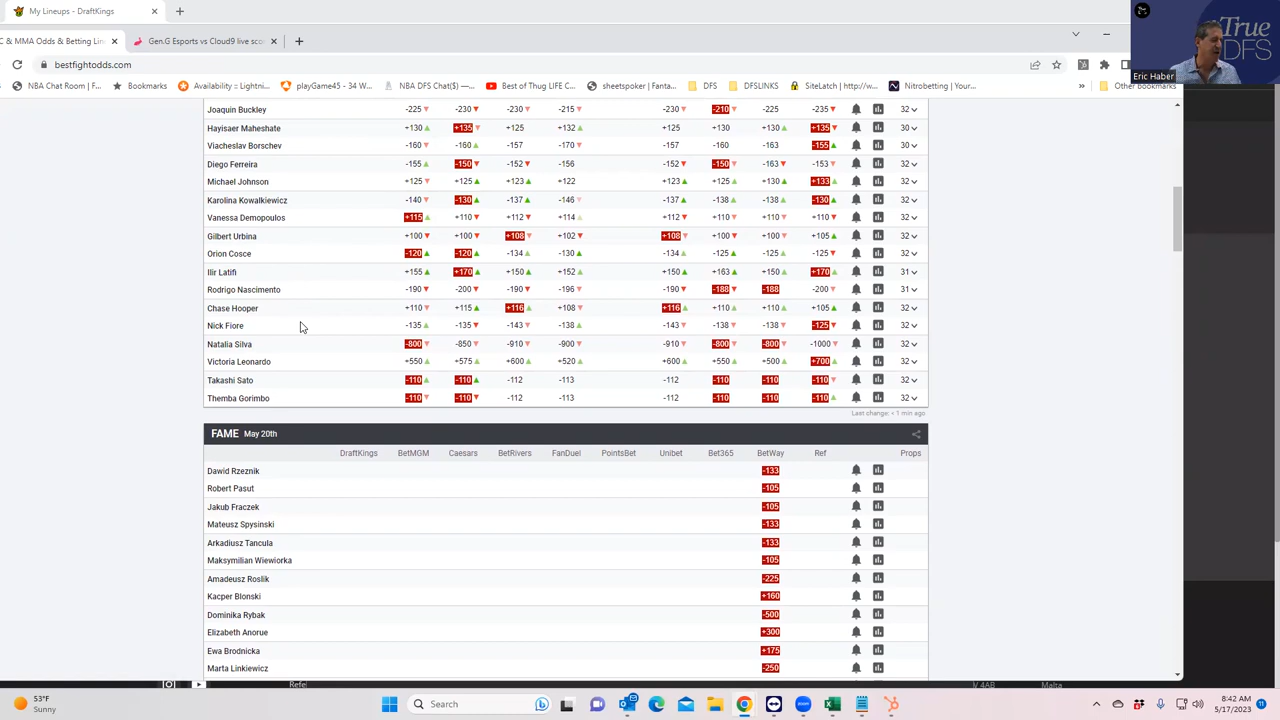 My Lineups - DraftKings
C & MMA Odds & Betting Lin
Gen.G Esports vs Cloud9 live sco
bestfightodds.com
NBA Chat Room ( F...
Bookmarks
Availability :: Lightni...
playGame45 - 34 W...
NBA Chat($) —...
Best of Thug LIFE C...
sheetspoker | Fanta...
DFS
DFSLINKS
SiteLatch | http://w...
Nitrobetting | Your...
»
Other bookmarks
True
DFS
Eric Haber
Joaquin Buckley -225 -230 -230 -215 -230 -210 -225 -235 32
Hayisaer Maheshate +130 +135 +125 +132 +125 +130 +130 +135 30
Viacheslav Borschev -160 -160 -157 -170 -157 -160 -163 -155 32
Diego Ferreira -155 -150 -152 -156 -152 -150 -163 -153 32
Michael Johnson +125 +125 +123 +122 +123 +125 +130 +133 32
Karolina Kowalkiewicz -140 -130 -137 -146 -137 -138 -138 -130 32
Vanessa Demopoulos +115 +110 +112 +114 +112 +110 +110 +110 32
Gilbert Urbina +100 +100 +108 +102 +108 +100 +100 +105 32
Orion Cosce -120 -120 -134 -130 -134 -125 -125 -125 32
Ilir Latifi +155 +170 +150 +152 +150 +163 +150 +170 31
Rodrigo Nascimento -190 -200 -190 -196 -190 -188 -188 -200 31
Chase Hooper +110 +115 +116 +108 +116 +110 +110 +105 32
Nick Fiore -135 -135 -143 -138 -143 -138 -138 -125 32
Natalia Silva -800 -850 -910 -900 -910 -800 -800 -1000 32
Victoria Leonardo +550 +575 +600 +520 +600 +550 +500 +700 32
Takashi Sato -110 -110 -112 -113 -112 -110 -110 -110 32
Themba Gorimbo -110 -110 -112 -113 -112 -110 -110 -110 32
Last change: < 1 min ago
FAME May 20th
DraftKings BetMGM Caesars BetRivers FanDuel PointsBet Unibet Bet365 BetWay Ref Props
Dawid Rzeznik -133
Robert Pasut -105
Jakub Fraczek -105
Mateusz Spysinski -133
Arkadiusz Tancula -133
Maksymilian Wiewiorka -105
Amadeusz Roslik -225
Kacper Blonski +160
Dominika Rybak -500
Elizabeth Anorue +300
Ewa Brodnicka +175
Marta Linkiewicz -250
53°F
Sunny
Search
8:42 AM
5/17/2023